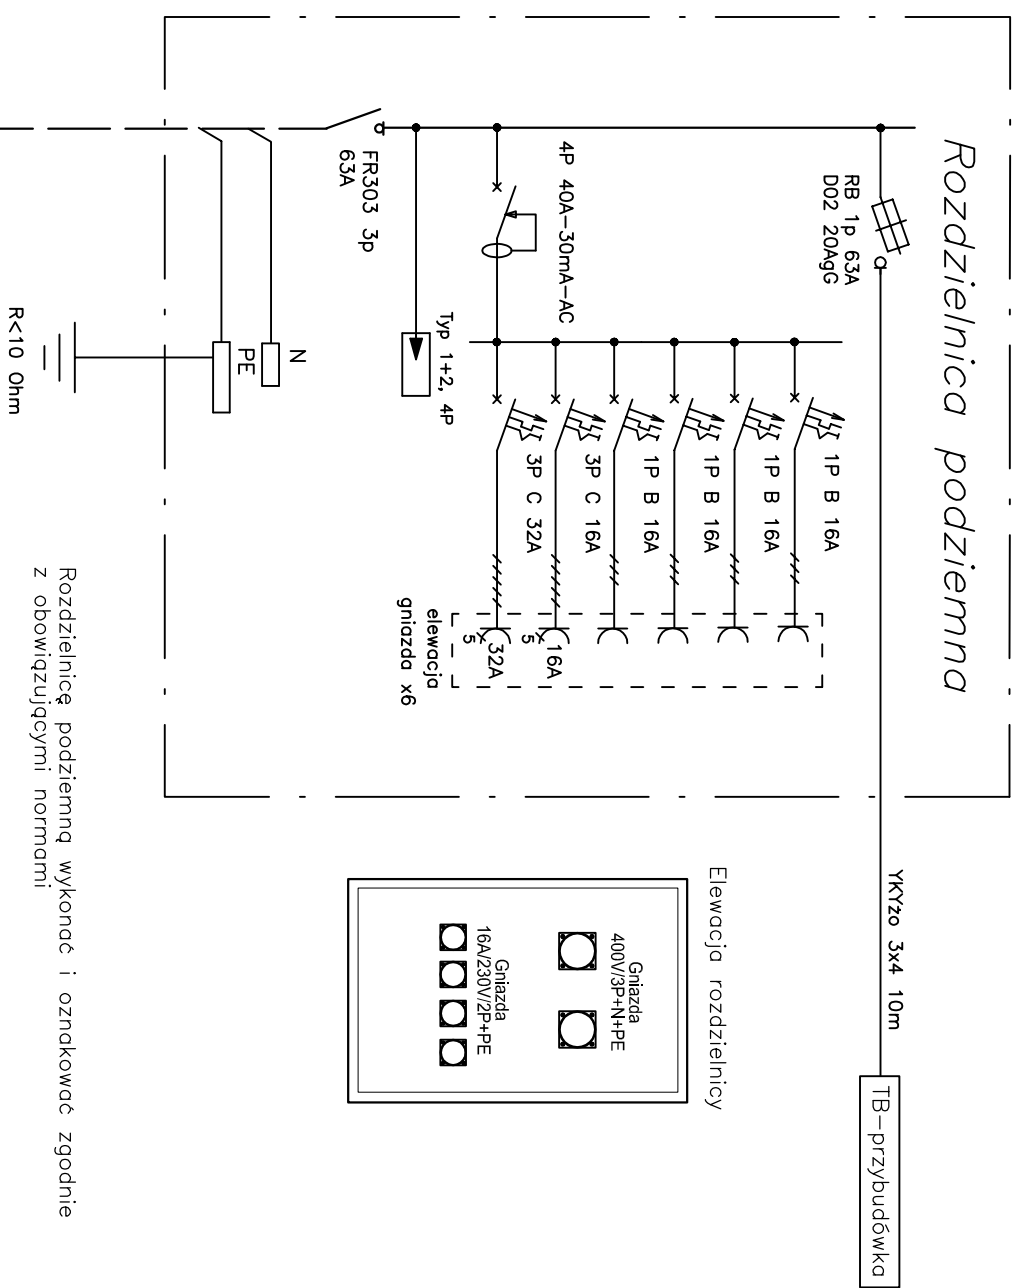 Rozdzielnica podziemna
RB 1p 63A
D02 20AgG
YKYżo 3x4 10m
TB-przybudówka
4P 40A-30mA-AC
1P B 16A
1P B 16A
1P B 16A
1P B 16A
3P C 16A
3P C 32A
16A
5
32A
5
elewacja
gniazda x6
Typ 1+2, 4P
FR303 3p
63A
N
PE
R<10 Ohm
Elewacja rozdzielnicy
Gniazda
400V/3P+N+PE
Gniazda
16A/230V/2P+PE
Rozdzielnicę podziemną wykonać i oznakować zgodnie
z obowiązującymi normami